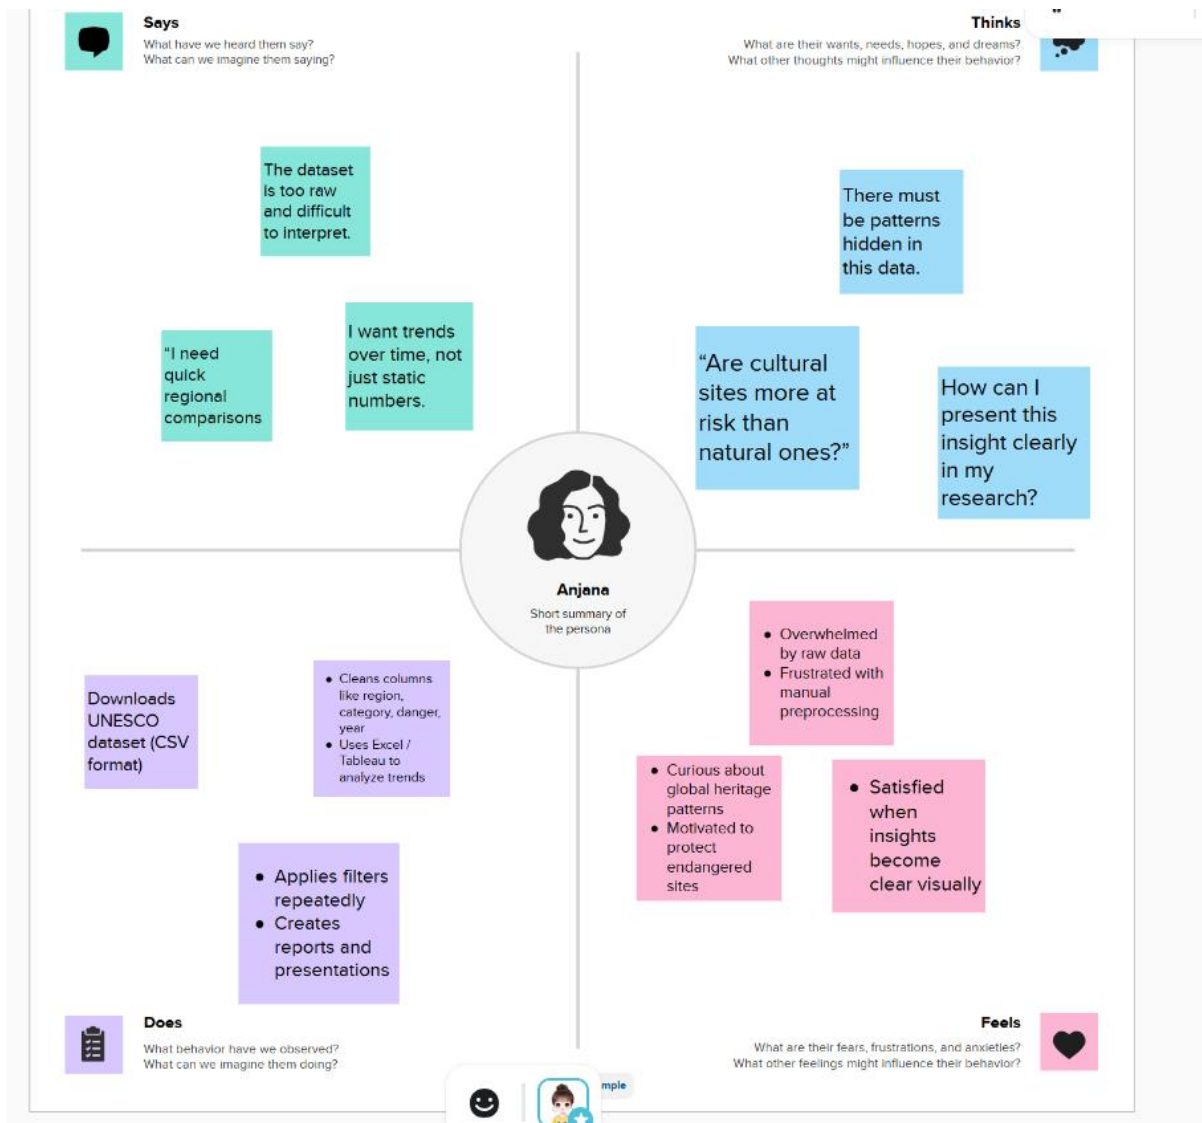 Says
What have we heard them say?
What can we imagine them saying?
Thinks
What are their wants, needs, hopes, and dreams?
What other thoughts might influence their behavior?
The dataset
is too raw
and difficult
to interpret.
"I need
quick
regional
comparisons
I want trends
over time, not
just static
numbers.
There must
be patterns
hidden in
this data.
“Are cultural
sites more at
risk than
natural ones?”
How can I
present this
insight clearly
in my
research?
Anjana
Short summary of
the persona
Downloads
UNESCO
dataset (CSV
format)
● Cleans columns
like region,
category, danger,
year
● Uses Excel /
Tableau to
analyze trends
● Applies filters
repeatedly
● Creates
reports and
presentations
● Overwhelmed
by raw data
● Frustrated with
manual
preprocessing
● Curious about
global heritage
patterns
● Motivated to
protect
endangered
sites
● Satisfied
when
insights
become
clear visually
Does
What behavior have we observed?
What can we imagine them doing?
Feels
What are their fears, frustrations, and anxieties?
What other feelings might influence their behavior?